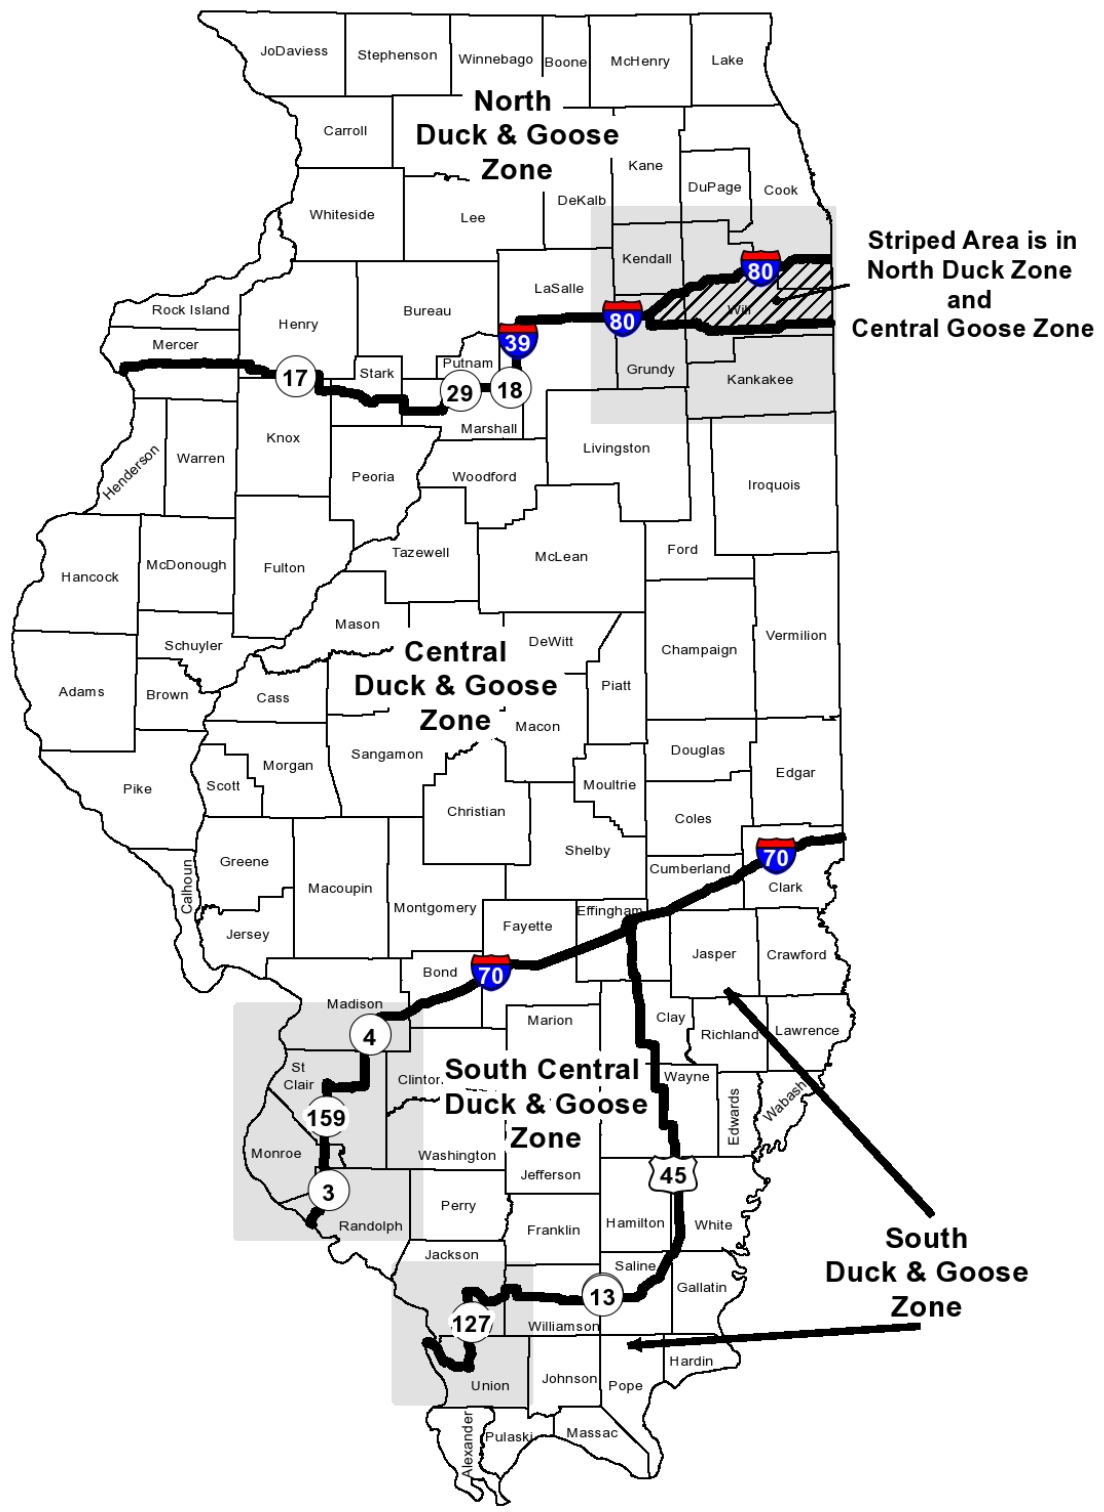 JoDaviess
Stephenson
Winnebago
Boone
McHenry
Lake
North
Duck & Goose
Zone
Carroll
Kane
DuPage
Cook
Whiteside
Lee
DeKalb
Striped Area is in
North Duck Zone
and
Central Goose Zone
Kendall
80
LaSalle
Rock Island
Henry
Bureau
Will
80
39
Mercer
Putnam
Stark
Grundy
Kankakee
17
29
18
Marshall
Knox
Livingston
Henderson
Warren
Peoria
Woodford
Iroquois
Hancock
McDonough
Fulton
Tazewell
McLean
Ford
Mason
Schuyler
Central
Duck & Goose
Zone
DeWitt
Champaign
Vermilion
Adams
Brown
Cass
Piatt
Macon
Sangamon
Douglas
Edgar
Pike
Scott
Morgan
Moultrie
Christian
Coles
Shelby
Greene
Calhoun
Macoupin
Cumberland
70
Clark
Montgomery
Jersey
Fayette
Effingham
Jasper
Crawford
Bond
70
Madison
4
Marion
Clay
Richland
Lawrence
St
Clair
Clinton
South Central
Duck & Goose
Zone
Wayne
Edwards
Wabash
159
Monroe
Washington
Jefferson
45
3
Randolph
Perry
Franklin
Hamilton
White
Jackson
Saline
Gallatin
South
Duck & Goose
Zone
13
127
Williamson
Union
Johnson
Pope
Hardin
Alexander
Pulaski
Massac